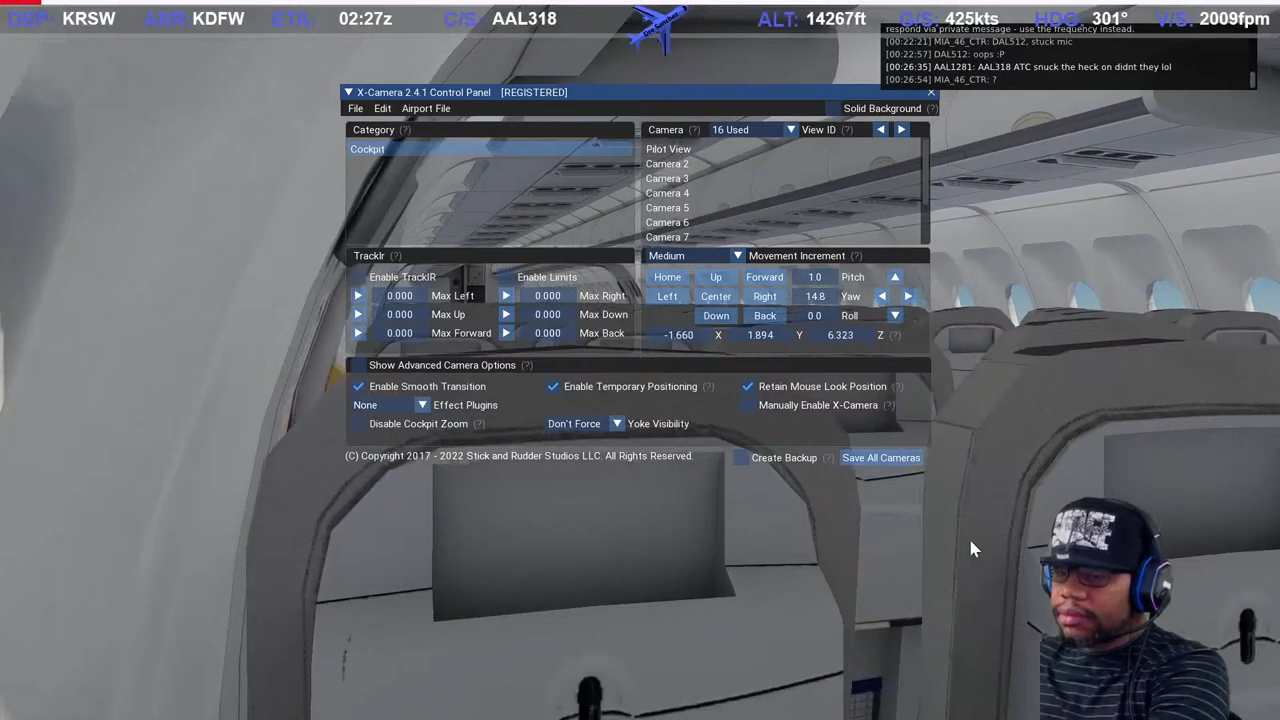 DEP: KRSW ARR: KDFW ETA: 02:27z C/S: AAL318 ALT: 14267ft G/S: 425kts HDG: 301° V/S: 2009fpm
Dre Sanchez
respond via private message - use the frequency instead.
[00:22:21] MIA_46_CTR: DAL512, stuck mic
[00:22:57] DAL512: oops :P
[00:26:35] AAL1281: AAL318 ATC snuck the heck on didnt they lol
[00:26:54] MIA_46_CTR: ?
X-Camera 2.4.1 Control Panel [REGISTERED]
File Edit Airport File Solid Background (?)
Category (?) Camera (?) 16 Used View ID (?)
Cockpit
Pilot View
Camera 2
Camera 3
Camera 4
Camera 5
Camera 6
Camera 7
TrackIr (?) Medium Movement Increment (?)
Enable TrackIR Enable Limits Home Up Forward 1.0 Pitch
0.000 Max Left 0.000 Max Right Left Center Right 14.8 Yaw
0.000 Max Up 0.000 Max Down Down Back 0.0 Roll
0.000 Max Forward 0.000 Max Back -1.660 X 1.894 Y 6.323 Z (?)
Show Advanced Camera Options (?)
Enable Smooth Transition Enable Temporary Positioning (?) Retain Mouse Look Position (?)
None Effect Plugins Manually Enable X-Camera (?)
Disable Cockpit Zoom (?) Don't Force Yoke Visibility
(C) Copyright 2017 - 2022 Stick and Rudder Studios LLC. All Rights Reserved. Create Backup (?) Save All Cameras